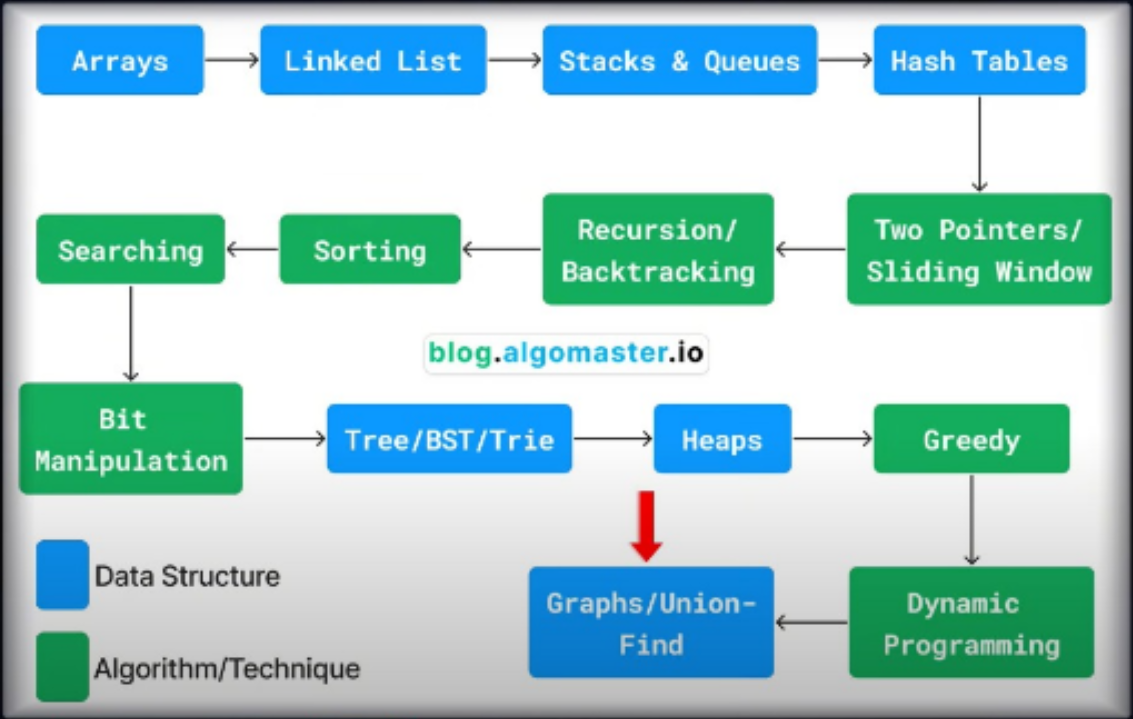 Arrays
Linked List
Stacks & Queues
Hash Tables
Two Pointers/
Sliding Window
Recursion/
Backtracking
Sorting
Searching
blog.algomaster.io
Bit
Manipulation
Tree/BST/Trie
Heaps
Greedy
Dynamic
Programming
Graphs/Union-
Find
Data Structure
Algorithm/Technique